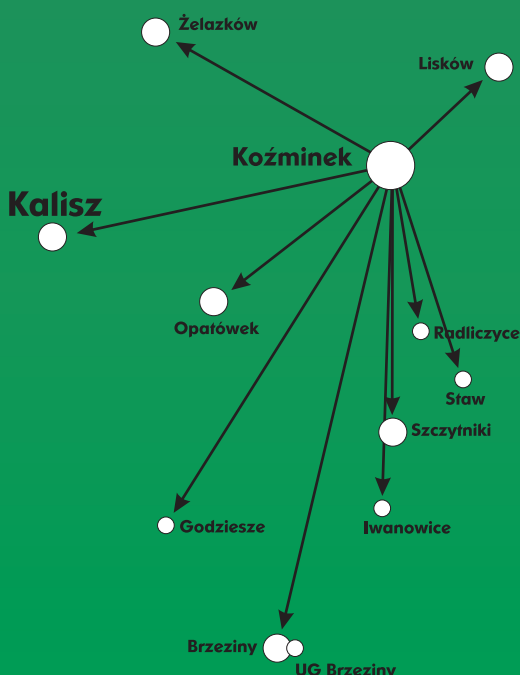 Żelazków
Lisków
Koźminek
Kalisz
Opatówek
Radliczyce
Staw
Szczytniki
Godziesze
Iwanowice
Brzeziny
UG Brzeziny